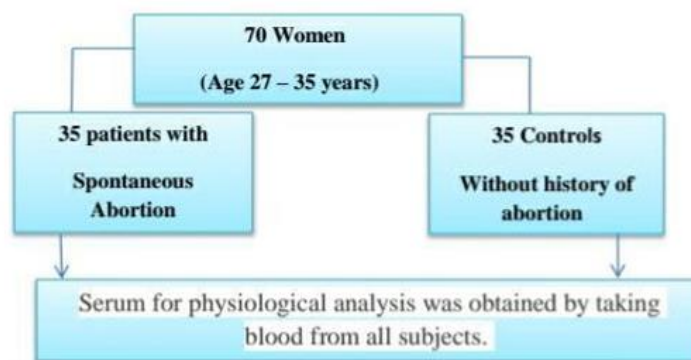 70 Women
(Age 27 – 35 years)
35 patients with
Spontaneous
Abortion
35 Controls
Without history of
abortion
Serum for physiological analysis was obtained by taking
blood from all subjects.